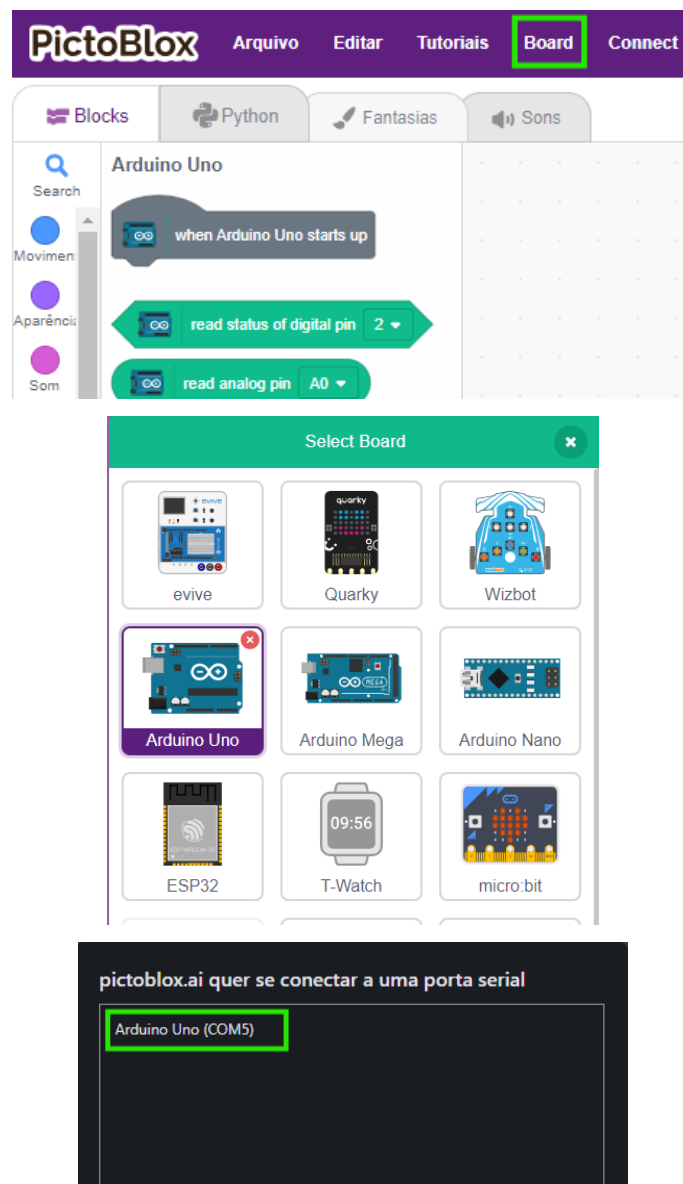 PictoBlox Arquivo Editar Tutoriais Board Connect
Blocks Python Fantasias Sons
Search
Arduino Uno
when Arduino Uno starts up
Movimen
read status of digital pin 2
Aparência
read analog pin A0
Som
Select Board
evive Quarky Wizbot
Arduino Uno Arduino Mega Arduino Nano
ESP32 T-Watch micro:bit
09:56
pictoblox.ai quer se conectar a uma porta serial
Arduino Uno (COM5)